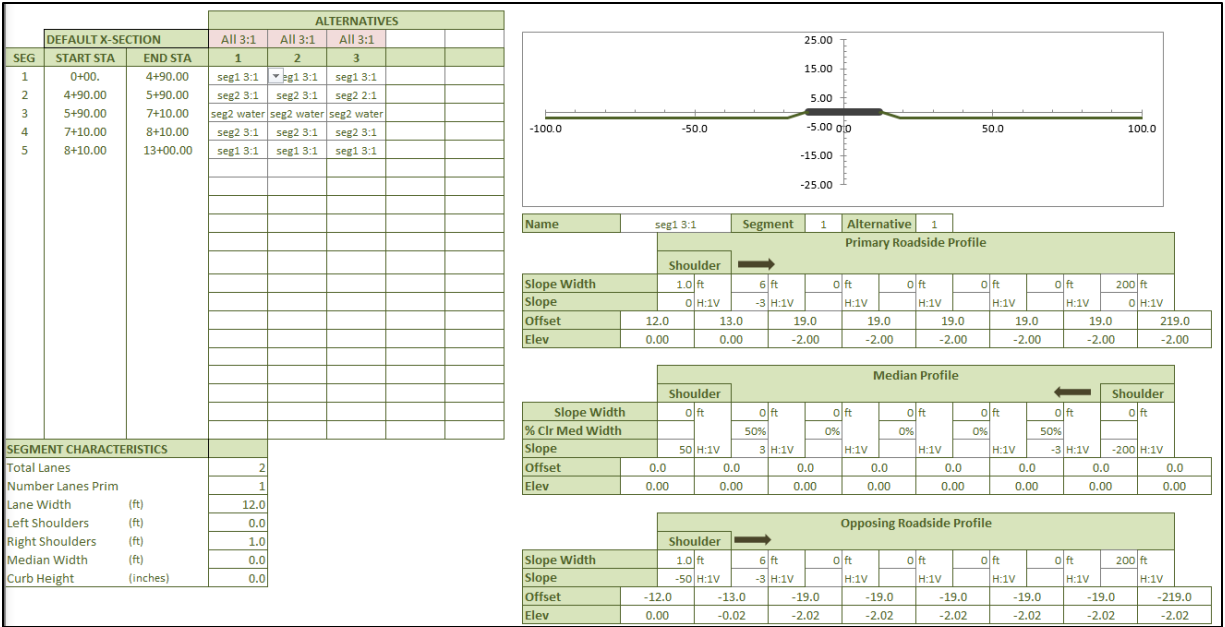 ALTERNATIVES
DEFAULT X-SECTION All 3:1 All 3:1 All 3:1
SEG START STA END STA 1 2 3
1 0+00. 4+90.00 seg1 3:1 eg1 3:1 seg1 3:1
2 4+90.00 5+90.00 seg2 3:1 seg2 3:1 seg2 2:1
3 5+90.00 7+10.00 seg2 water seg2 water seg2 water
4 7+10.00 8+10.00 seg2 3:1 seg2 3:1 seg2 3:1
5 8+10.00 13+00.00 seg1 3:1 seg1 3:1 seg1 3:1
SEGMENT CHARACTERISTICS
Total Lanes 2
Number Lanes Prim 1
Lane Width (ft) 12.0
Left Shoulders (ft) 0.0
Right Shoulders (ft) 1.0
Median Width (ft) 0.0
Curb Height (inches) 0.0
25.00
15.00
5.00
-5.00
-15.00
-25.00
-100.0 -50.0 0.0 50.0 100.0
Name seg1 3:1 Segment 1 Alternative 1
Primary Roadside Profile
Shoulder
Slope Width 1.0 ft 6 ft 0 ft 0 ft 0 ft 0 ft 200 ft
Slope 0 H:1V -3 H:1V H:1V H:1V H:1V H:1V 0 H:1V
Offset 12.0 13.0 19.0 19.0 19.0 19.0 19.0 219.0
Elev 0.00 0.00 -2.00 -2.00 -2.00 -2.00 -2.00 -2.00
Median Profile
Shoulder Shoulder
Slope Width 0 ft 0 ft 0 ft 0 ft 0 ft 0 ft 0 ft
% Clr Med Width 50% 0% 0% 0% 50%
Slope 50 H:1V 3 H:1V H:1V H:1V H:1V -3 H:1V -200 H:1V
Offset 0.0 0.0 0.0 0.0 0.0 0.0 0.0 0.0
Elev 0.00 0.00 0.00 0.00 0.00 0.00 0.00 0.00
Opposing Roadside Profile
Shoulder
Slope Width 1.0 ft 6 ft 0 ft 0 ft 0 ft 0 ft 200 ft
Slope -50 H:1V -3 H:1V H:1V H:1V H:1V H:1V H:1V
Offset -12.0 -13.0 -19.0 -19.0 -19.0 -19.0 -19.0 -219.0
Elev 0.00 -0.02 -2.02 -2.02 -2.02 -2.02 -2.02 -2.02